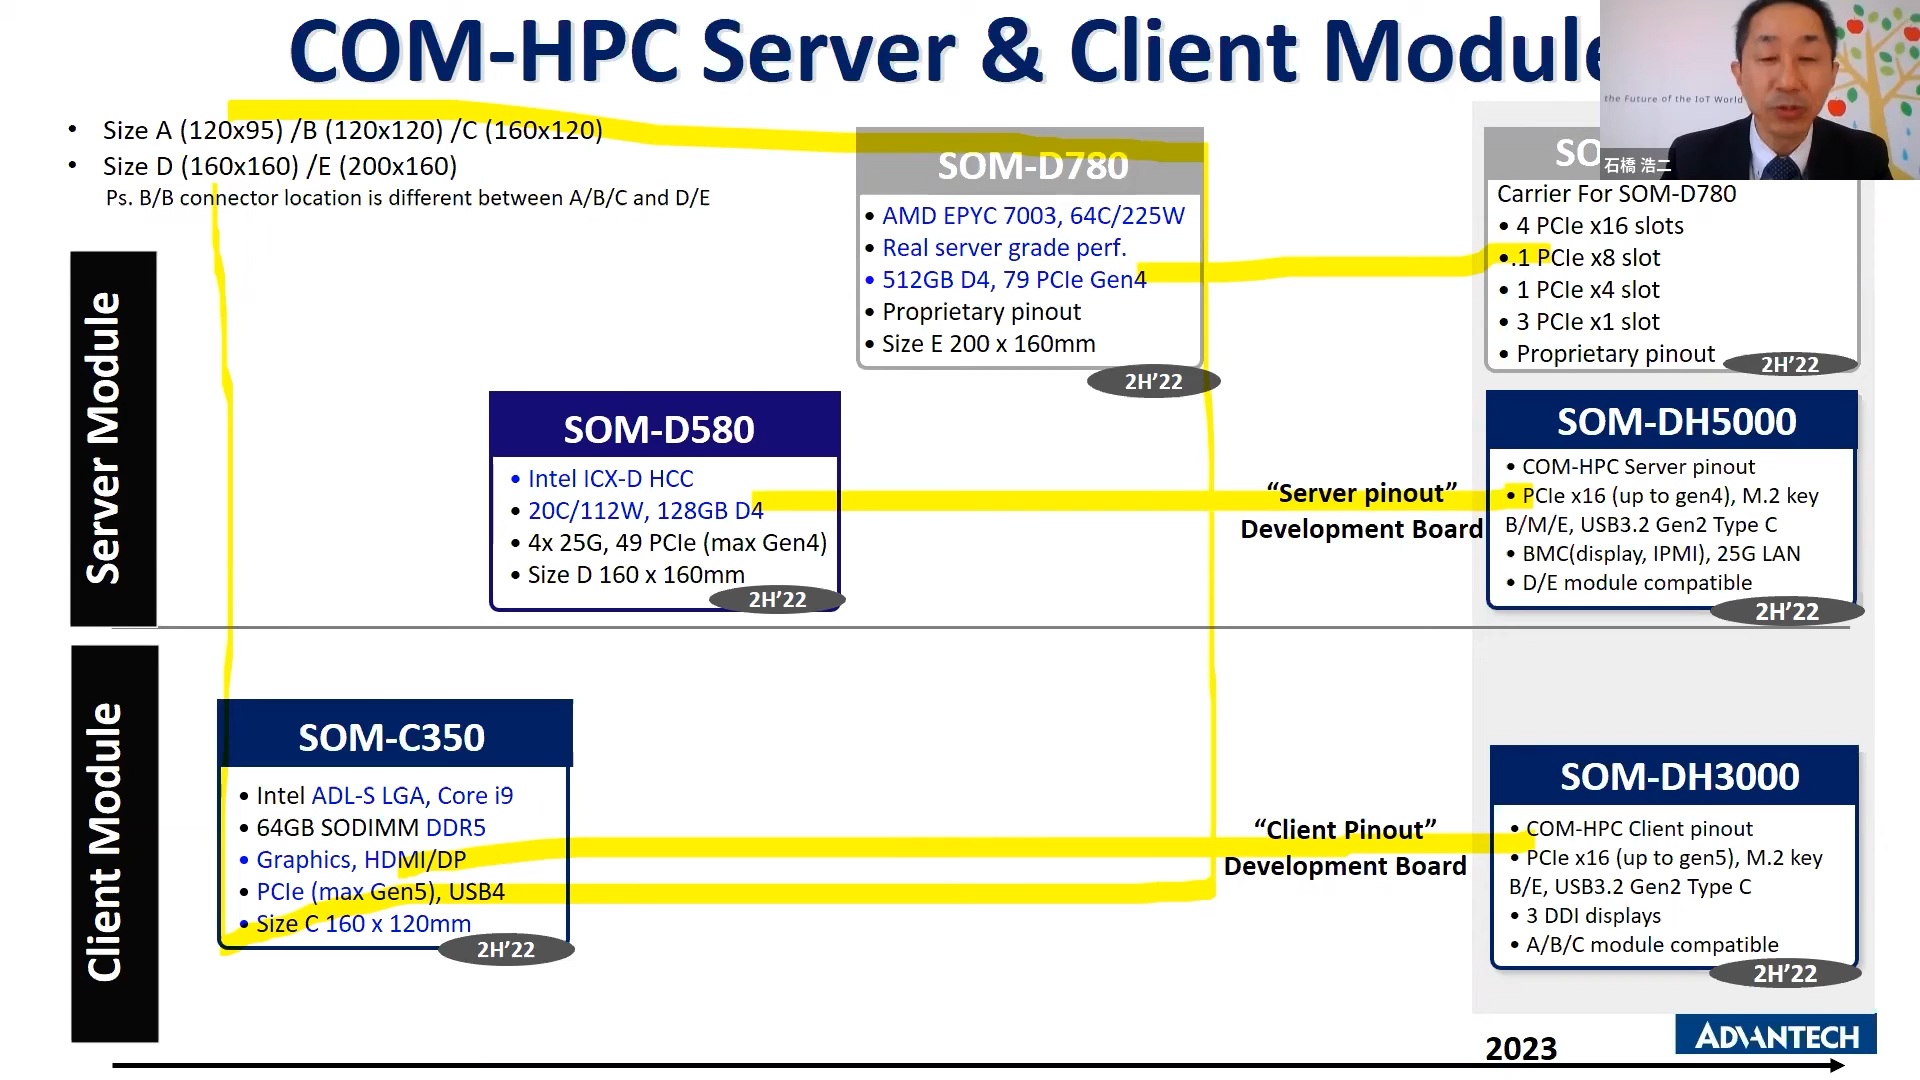 COM-HPC Server & Client Module
the Future of the IoT World
石橋 浩二
• Size A (120x95) /B (120x120) /C (160x120)
• Size D (160x160) /E (200x160)
Ps. B/B connector location is different between A/B/C and D/E
Server Module
SOM-D780
• AMD EPYC 7003, 64C/225W
• Real server grade perf.
• 512GB D4, 79 PCIe Gen4
• Proprietary pinout
• Size E 200 x 160mm
2H’22
SO
Carrier For SOM-D780
• 4 PCIe x16 slots
•.1 PCIe x8 slot
• 1 PCIe x4 slot
• 3 PCIe x1 slot
• Proprietary pinout
2H’22
SOM-D580
• Intel ICX-D HCC
• 20C/112W, 128GB D4
• 4x 25G, 49 PCIe (max Gen4)
• Size D 160 x 160mm
2H’22
“Server pinout”
Development Board
SOM-DH5000
• COM-HPC Server pinout
• PCIe x16 (up to gen4), M.2 key
B/M/E, USB3.2 Gen2 Type C
• BMC(display, IPMI), 25G LAN
• D/E module compatible
2H’22
Client Module
SOM-C350
• Intel ADL-S LGA, Core i9
• 64GB SODIMM DDR5
• Graphics, HDMI/DP
• PCIe (max Gen5), USB4
• Size C 160 x 120mm
2H’22
“Client Pinout”
Development Board
SOM-DH3000
• COM-HPC Client pinout
• PCIe x16 (up to gen5), M.2 key
B/E, USB3.2 Gen2 Type C
• 3 DDI displays
• A/B/C module compatible
2H’22
2023
ADVANTECH